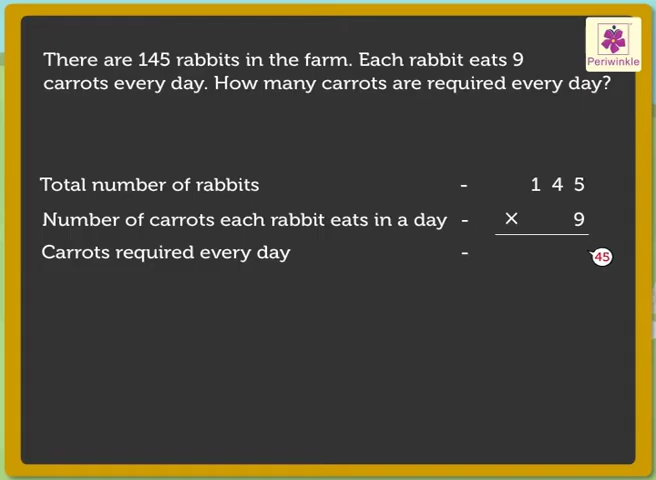 There are 145 rabbits in the farm. Each rabbit eats 9
carrots every day. How many carrots are required every day?
Periwinkle
Total number of rabbits - 1 4 5
Number of carrots each rabbit eats in a day - × 9
Carrots required every day - 45